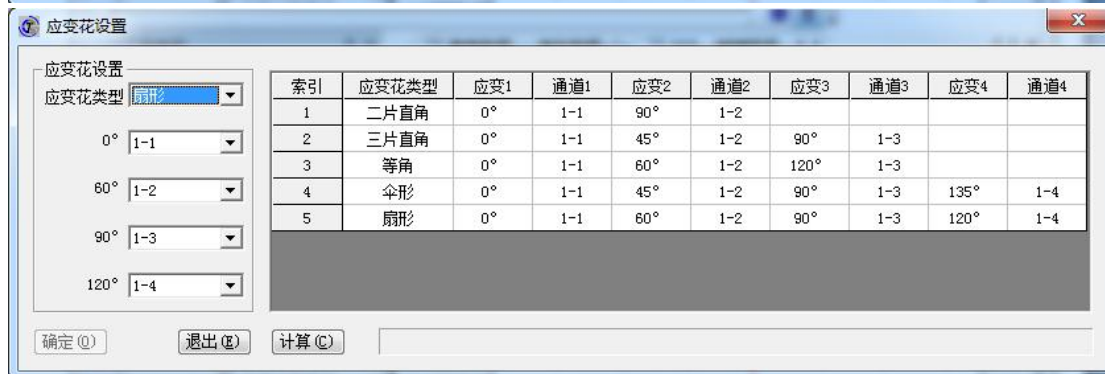 应变花设置
X
应变花设置
应变花类型 扇形
0° 1-1
60° 1-2
90° 1-3
120° 1-4
索引 应变花类型 应变1 通道1 应变2 通道2 应变3 通道3 应变4 通道4
1 二片直角 0° 1-1 90° 1-2
2 三片直角 0° 1-1 45° 1-2 90° 1-3
3 等角 0° 1-1 60° 1-2 120° 1-3
4 伞形 0° 1-1 45° 1-2 90° 1-3 135° 1-4
5 扇形 0° 1-1 60° 1-2 90° 1-3 120° 1-4
确定(O) 退出(E) 计算(C)